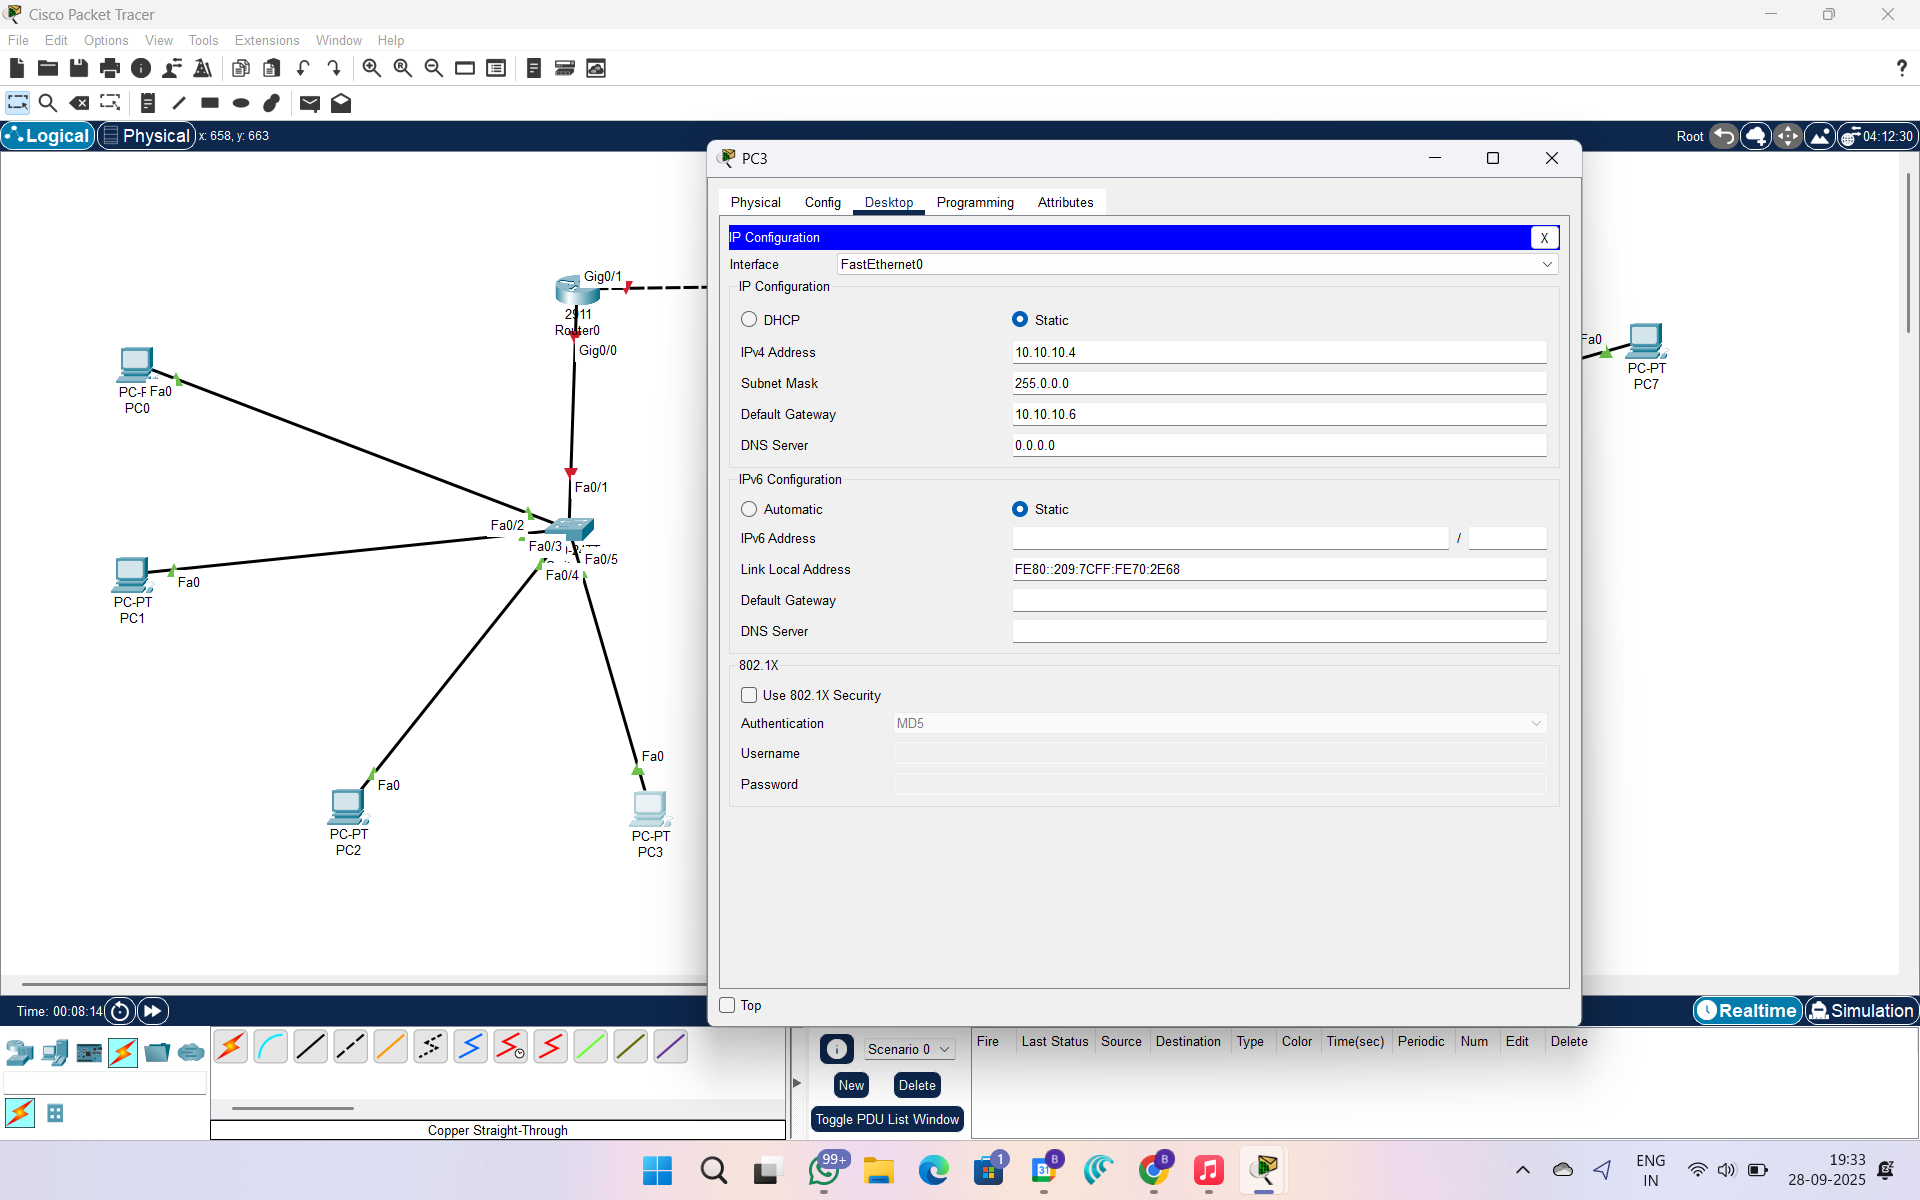 Cisco Packet Tracer
File Edit Options View Tools Extensions Window Help
?
Logical Physical x: 658, y: 663 Root 04:12:30
PC3
Physical Config Desktop Programming Attributes
IP Configuration X
Interface FastEthernet0
IP Configuration
DHCP Static
IPv4 Address 10.10.10.4
Subnet Mask 255.0.0.0
Default Gateway 10.10.10.6
DNS Server 0.0.0.0
IPv6 Configuration
Automatic Static
IPv6 Address /
Link Local Address FE80::209:7CFF:FE70:2E68
Default Gateway
DNS Server
802.1X
Use 802.1X Security
Authentication MD5
Username
Password
Top
Gig0/1
2911
Router0
Gig0/0
Fa0
PC0
Fa0/1
Fa0/2
Fa0/3
Fa0/5
Fa0/4
Fa0
PC-PT
PC1
Fa0
PC-PT
PC2
Fa0
PC-PT
PC3
Fa0
PC-PT
PC7
Time: 00:08:14 Realtime Simulation
Scenario 0
New Delete
Toggle PDU List Window
Fire Last Status Source Destination Type Color Time(sec) Periodic Num Edit Delete
Copper Straight-Through
99+ 1 31 B B
ENG
IN
19:33
28-09-2025